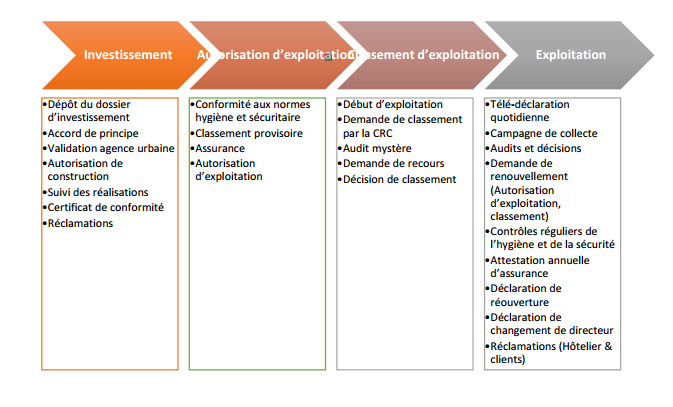 Investissement
Autorisation d'exploitation
Classement d'exploitation
Exploitation
•Dépôt du dossier
d'investissement
•Accord de principe
•Validation agence urbaine
•Autorisation de
construction
•Suivi des réalisations
•Certificat de conformité
•Réclamations
•Conformité aux normes
hygiène et sécuritaire
•Classement provisoire
•Assurance
•Autorisation
d'exploitation
•Début d'exploitation
•Demande de classement
par la CRC
•Audit mystère
•Demande de recours
•Décision de classement
•Télé-déclaration
quotidienne
•Campagne de collecte
•Audits et décisions
•Demande de
renouvellement
(Autorisation
d'exploitation,
classement)
•Contrôles réguliers de
l'hygiène et de la sécurité
•Attestation annuelle
d'assurance
•Déclaration de
réouverture
•Déclaration de
changement de directeur
•Réclamations (Hôtelier &
clients)